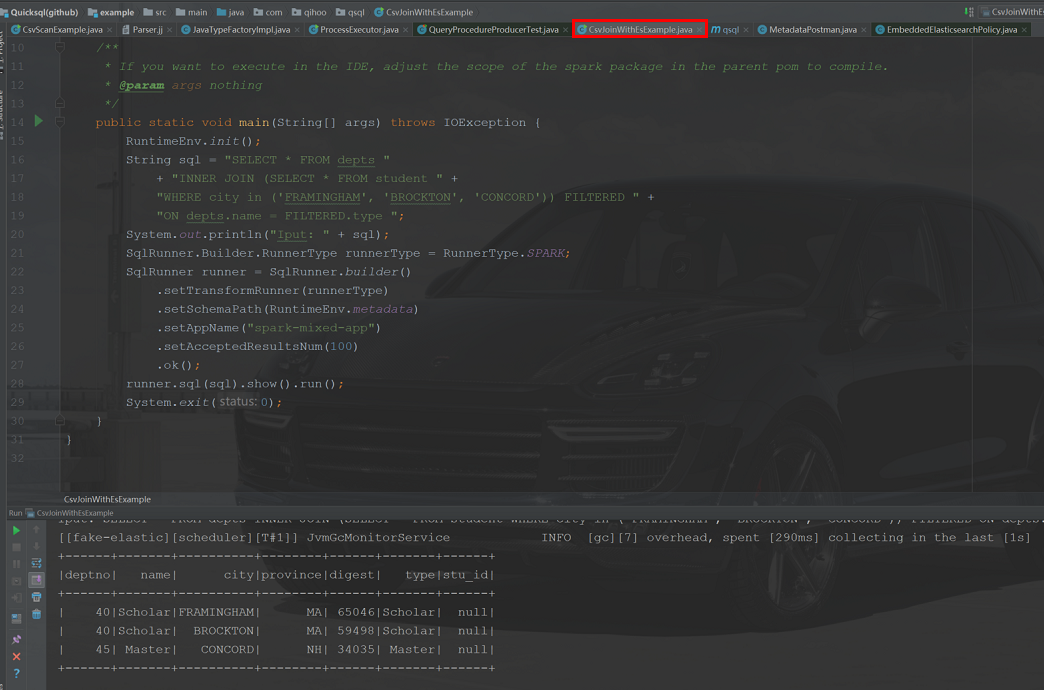 Quicksql(github) example src main java com qihoo qsql CsvJoinWithEsExample CsvJoinWithEs
CsvScanExample.java Parser.jj JavaTypeFactoryImpl.java ProcessExecutor.java QueryProcedureProducerTest.java CsvJoinWithEsExample.java qsql MetadataPostman.java EmbeddedElasticsearchPolicy.java
10 /**
11 * If you want to execute in the IDE, adjust the scope of the spark package in the parent pom to compile.
12 * @param args nothing
13 */
14 public static void main(String[] args) throws IOException {
15 RuntimeEnv.init();
16 String sql = "SELECT * FROM depts "
17 + "INNER JOIN (SELECT * FROM student " +
18 "WHERE city in ('FRAMINGHAM', 'BROCKTON', 'CONCORD')) FILTERED " +
19 "ON depts.name = FILTERED.type ";
20 System.out.println("Iput: " + sql);
21 SqlRunner.Builder.RunnerType runnerType = RunnerType.SPARK;
22 SqlRunner runner = SqlRunner.builder()
23 .setTransformRunner(runnerType)
24 .setSchemaPath(RuntimeEnv.metadata)
25 .setAppName("spark-mixed-app")
26 .setAcceptedResultsNum(100)
27 .ok();
28 runner.sql(sql).show().run();
29 System.exit( status: 0);
30 }
31 }
32
CsvJoinWithEsExample
Run CsvJoinWithEsExample
[[fake-elastic][scheduler][T#1]] JvmGcMonitorService INFO [gc][7] overhead, spent [290ms] collecting in the last [1s]
+------+-------+----------+--------+------+-------+------+
|deptno| name| city|province|digest| type|stu_id|
+------+-------+----------+--------+------+-------+------+
| 40|Scholar|FRAMINGHAM| MA| 65046|Scholar| null|
| 40|Scholar| BROCKTON| MA| 59498|Scholar| null|
| 45| Master| CONCORD| NH| 34035| Master| null|
+------+-------+----------+--------+------+-------+------+